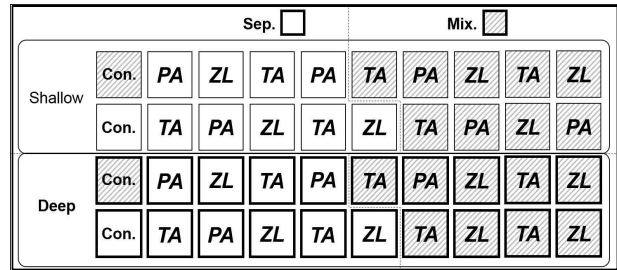 Sep. Mix.
Shallow
Con. PA ZL TA PA TA PA ZL TA ZL
Con. TA PA ZL TA ZL TA PA ZL PA
Deep
Con. PA ZL TA PA TA PA ZL TA ZL
Con. TA PA ZL TA ZL TA ZL TA ZL